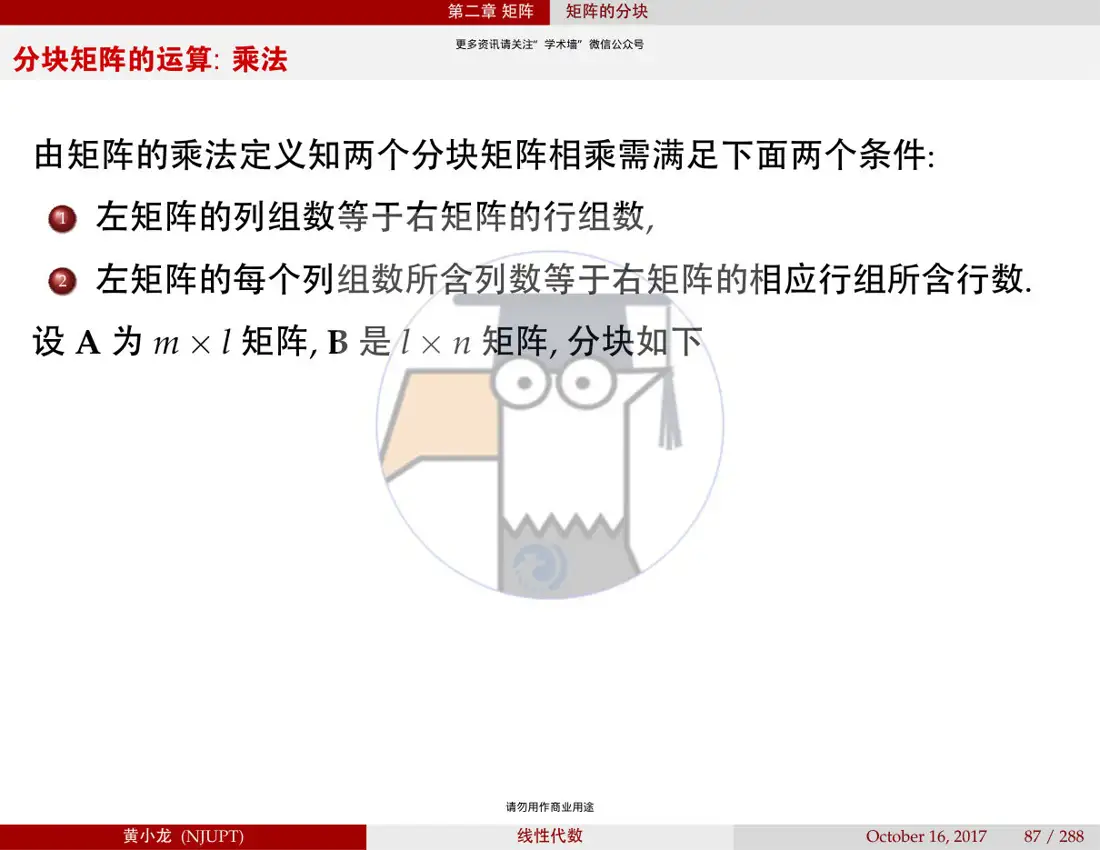 第二章 矩阵 矩阵的分块
更多资讯请关注“学术墙”微信公众号
分块矩阵的运算: 乘法
由矩阵的乘法定义知两个分块矩阵相乘需满足下面两个条件:
1 左矩阵的列组数等于右矩阵的行组数,
2 左矩阵的每个列组数所含列数等于右矩阵的相应行组所含行数.
设 A 为 m × l 矩阵, B 是 l × n 矩阵, 分块如下
请勿用作商业用途
黄小龙 (NJUPT) 线性代数 October 16, 2017 87 / 288